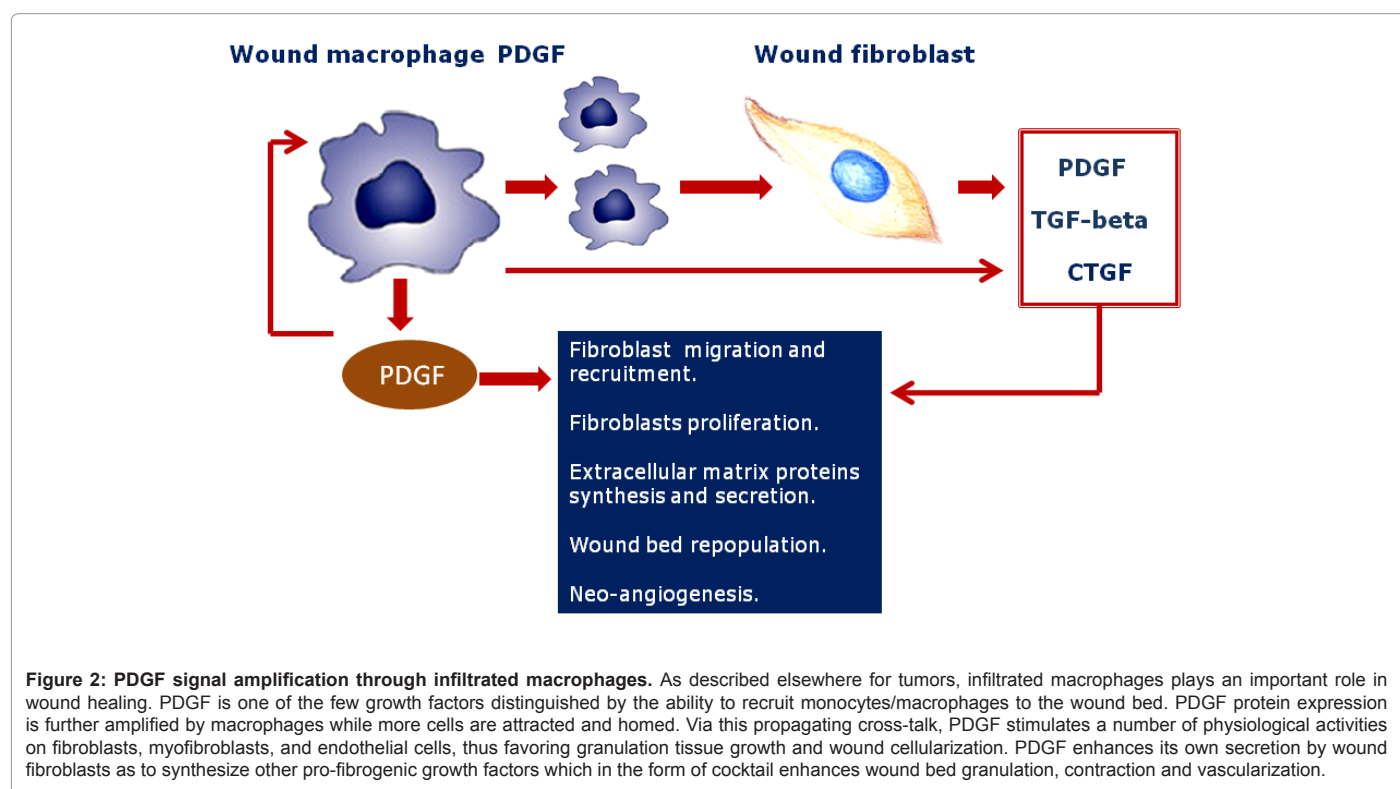 Wound macrophage PDGF
Wound fibroblast
PDGF
TGF-beta
CTGF
PDGF
Fibroblast migration and
recruitment.
Fibroblasts proliferation.
Extracellular matrix proteins
synthesis and secretion.
Wound bed repopulation.
Neo-angiogenesis.
Figure 2: PDGF signal amplification through infiltrated macrophages. As described elsewhere for tumors, infiltrated macrophages plays an important role in
wound healing. PDGF is one of the few growth factors distinguished by the ability to recruit monocytes/macrophages to the wound bed. PDGF protein expression
is further amplified by macrophages while more cells are attracted and homed. Via this propagating cross-talk, PDGF stimulates a number of physiological activities
on fibroblasts, myofibroblasts, and endothelial cells, thus favoring granulation tissue growth and wound cellularization. PDGF enhances its own secretion by wound
fibroblasts as to synthesize other pro-fibrogenic growth factors which in the form of cocktail enhances wound bed granulation, contraction and vascularization.